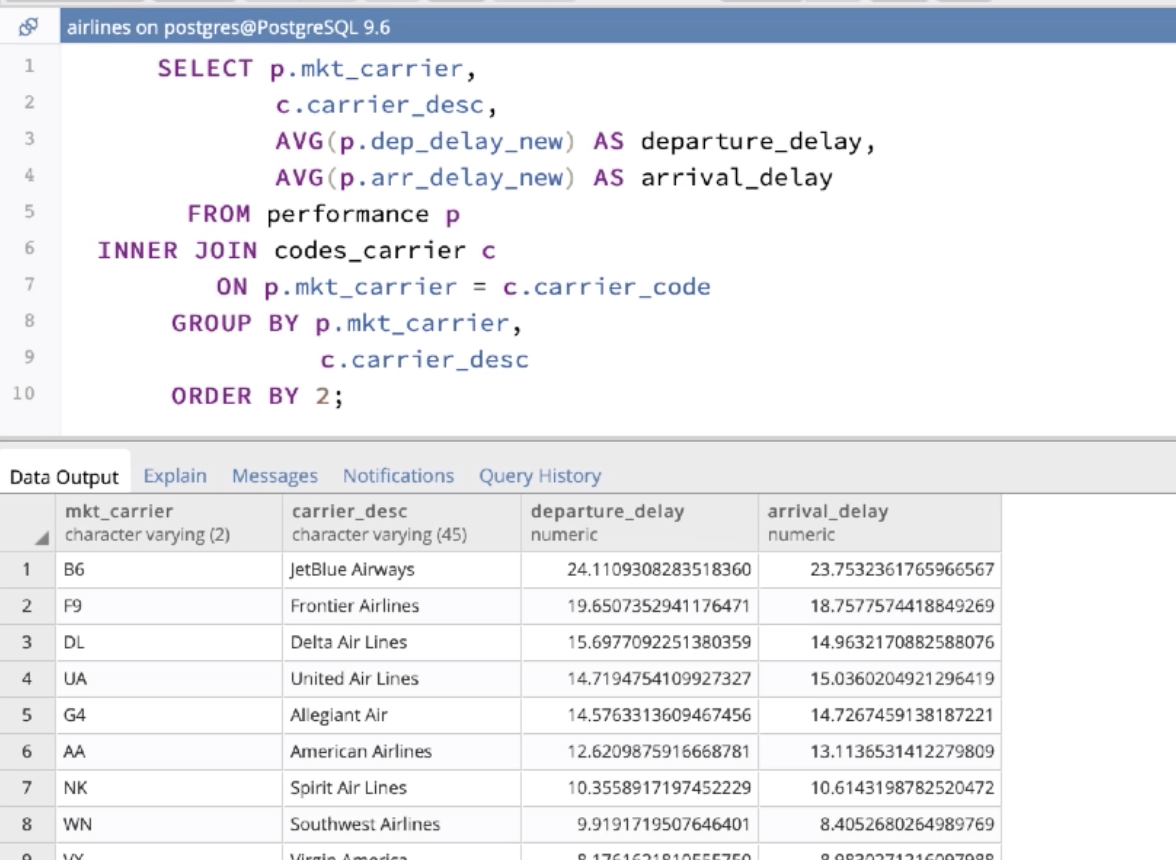 airlines on postgres@PostgreSQL 9.6
1 SELECT p.mkt_carrier,
2 c.carrier_desc,
3 AVG(p.dep_delay_new) AS departure_delay,
4 AVG(p.arr_delay_new) AS arrival_delay
5 FROM performance p
6 INNER JOIN codes_carrier c
7 ON p.mkt_carrier = c.carrier_code
8 GROUP BY p.mkt_carrier,
9 c.carrier_desc
10 ORDER BY 2;
Data Output Explain Messages Notifications Query History
mkt_carrier carrier_desc departure_delay arrival_delay
character varying (2) character varying (45) numeric numeric
1 B6 JetBlue Airways 24.1109308283518360 23.7532361765966567
2 F9 Frontier Airlines 19.6507352941176471 18.7577574418849269
3 DL Delta Air Lines 15.6977092251380359 14.9632170882588076
4 UA United Air Lines 14.7194754109927327 15.0360204921296419
5 G4 Allegiant Air 14.5763313609467456 14.7267459138187221
6 AA American Airlines 12.6209875916668781 13.1136531412279809
7 NK Spirit Air Lines 10.3558917197452229 10.6143198782520472
8 WN Southwest Airlines 9.9191719507646401 8.4052680264989769
9 VX Virgin America